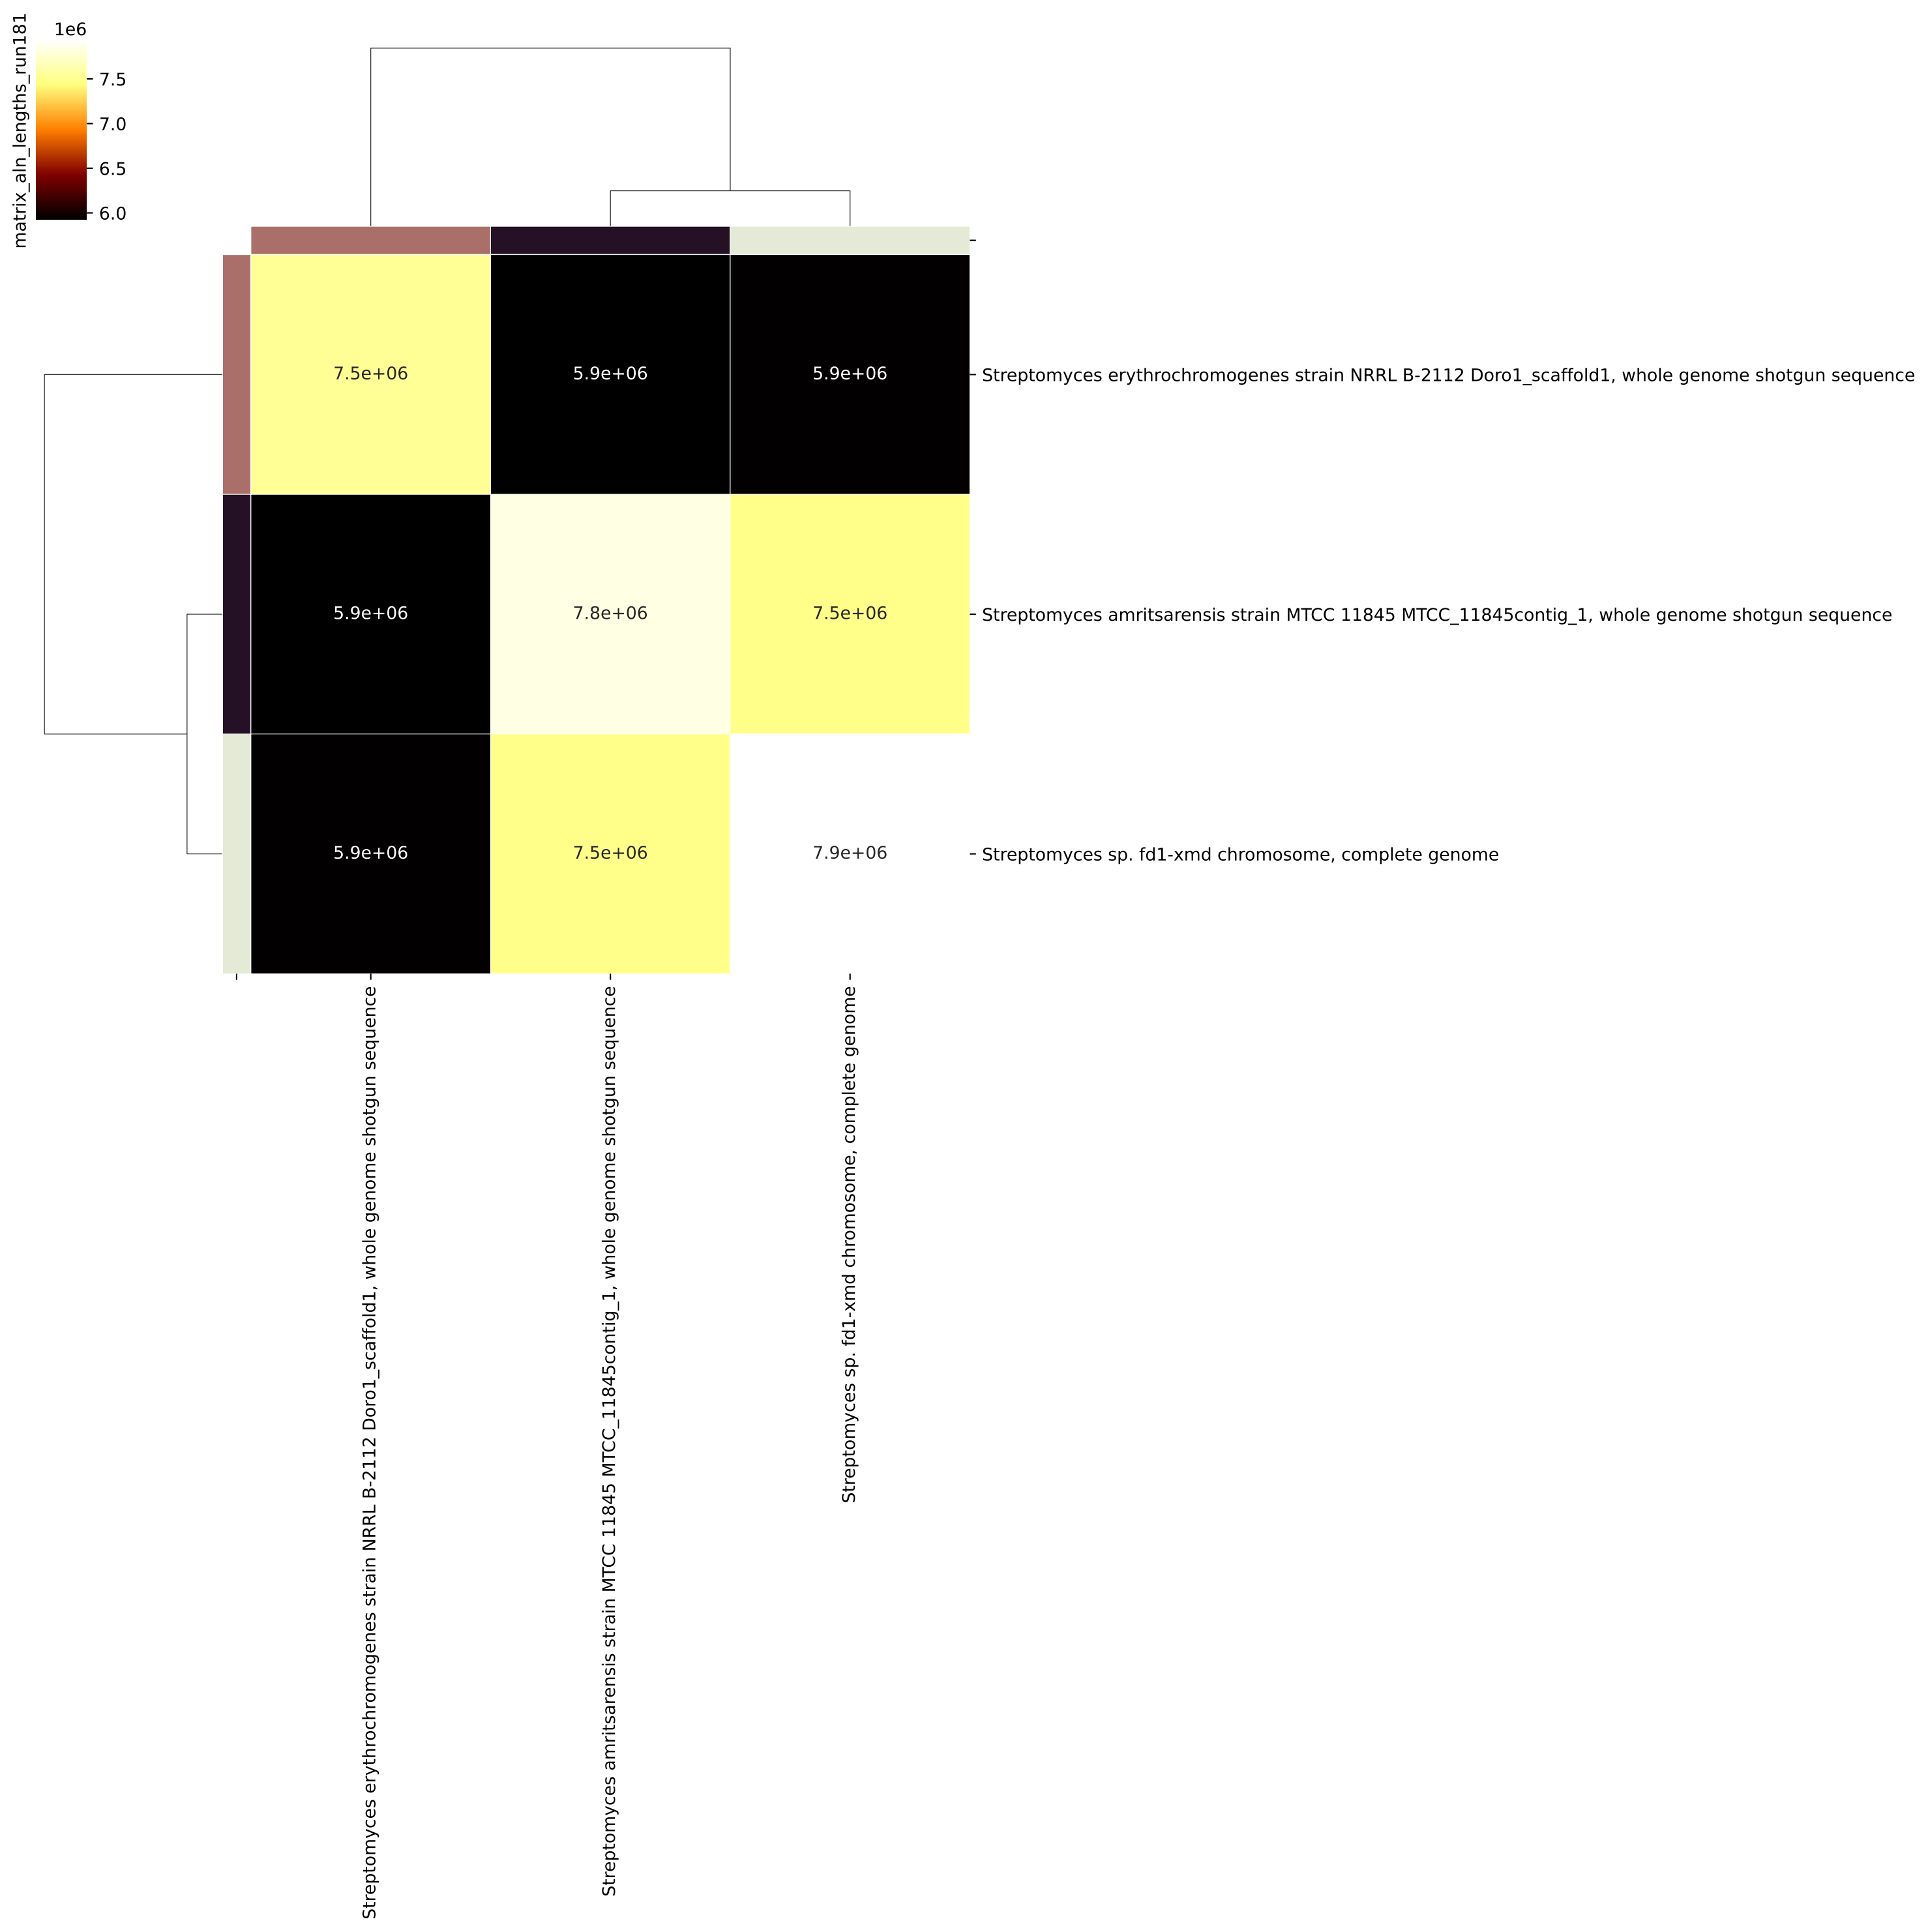 matrix_aln_lengths_run181
1e6
7.5
7.0
6.5
6.0
7.5e+06
5.9e+06
5.9e+06
Streptomyces erythrochromogenes strain NRRL B-2112 Doro1_scaffold1, whole genome shotgun sequence
5.9e+06
7.8e+06
7.5e+06
Streptomyces amritsarensis strain MTCC 11845 MTCC_11845contig_1, whole genome shotgun sequence
5.9e+06
7.5e+06
7.9e+06
Streptomyces sp. fd1-xmd chromosome, complete genome
Streptomyces erythrochromogenes strain NRRL B-2112 Doro1_scaffold1, whole genome shotgun sequence
Streptomyces amritsarensis strain MTCC 11845 MTCC_11845contig_1, whole genome shotgun sequence
Streptomyces sp. fd1-xmd chromosome, complete genome